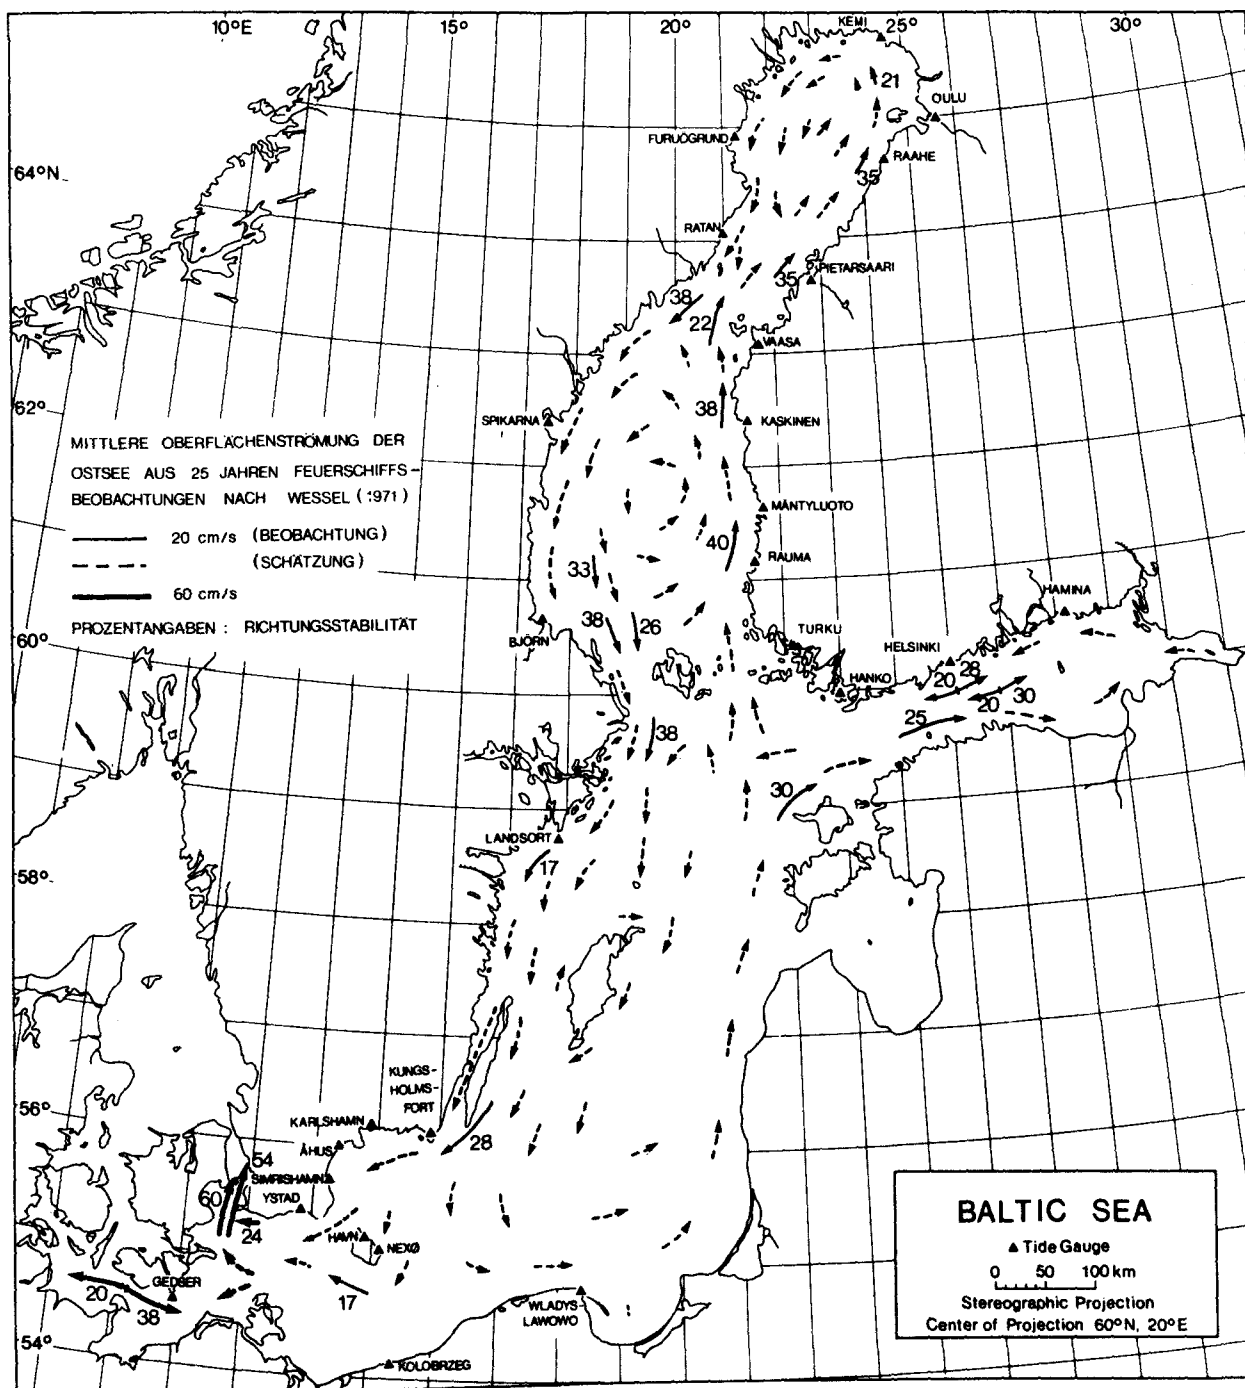 10°E
15°
20°
25°
30°
KEMI
21
OULU
FURUÖGRUND
RAAHE
64°N
35
RATAN
PIETARSAARI
35
38
22
VAASA
62°
38
SPIKARNA
KASKINEN
MITTLERE OBERFLÄCHENSTRÖMUNG DER
OSTSEE AUS 25 JAHREN FEUERSCHIFFS-
BEOBACHTUNGEN NACH WESSEL (1971)
20 cm/s (BEOBACHTUNG)
(SCHÄTZUNG)
60 cm/s
PROZENTANGABEN : RICHTUNGSSTABILITÄT
MÄNTYLUOTO
40
RAUMA
33
HAMINA
60°
BJÖRN
38
26
TURKU
HELSINKI
28
20
HANKO
20
30
25
38
30
LANDSORT
17
58°
KUNGS-
HOLMS-
FORT
56°
KARLSHAMN
ÅHUS
28
54
SIMRISHAMN
60
YSTAD
24
HAVN
NEXØ
GEDSER
20
38
17
WLADYS-
LAWOWO
54°
KOLOBRZEG
BALTIC SEA
▲ Tide Gauge
0 50 100 km
Stereographic Projection
Center of Projection 60°N, 20°E